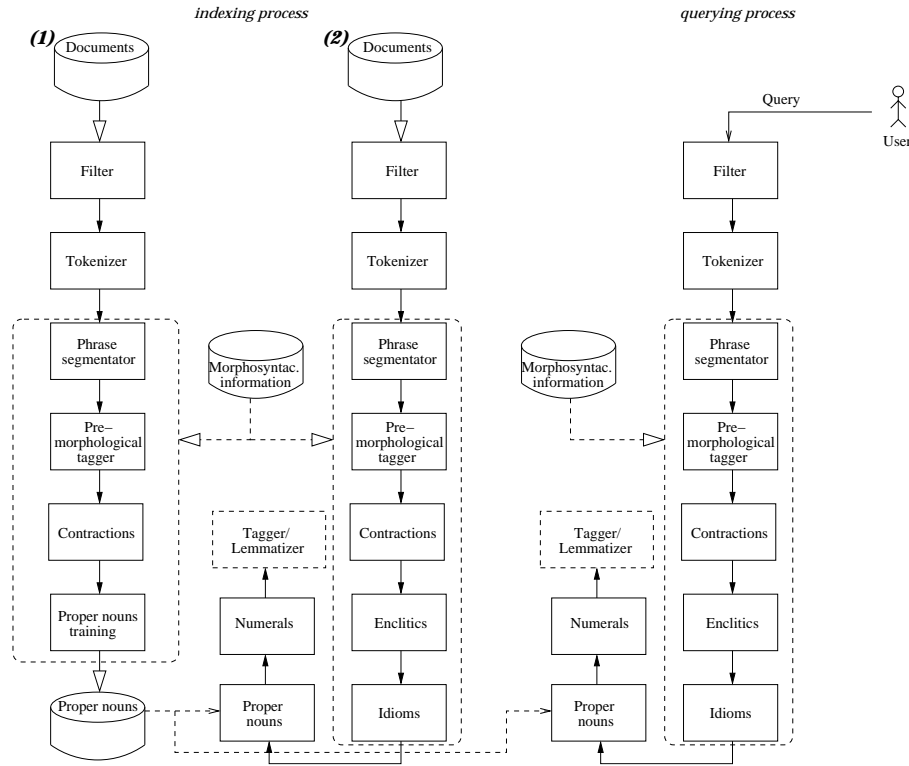 indexing process
querying process
(1)
Documents
Filter
Tokenizer
Phrase
segmentator
Pre–
morphological
tagger
Contractions
Proper nouns
training
Proper nouns
(2)
Documents
Filter
Tokenizer
Morphosyntac.
information
Phrase
segmentator
Pre–
morphological
tagger
Contractions
Enclitics
Idioms
Proper
nouns
Numerals
Tagger/
Lemmatizer
Query
User
Filter
Tokenizer
Morphosyntac.
information
Phrase
segmentator
Pre–
morphological
tagger
Contractions
Enclitics
Idioms
Proper
nouns
Numerals
Tagger/
Lemmatizer